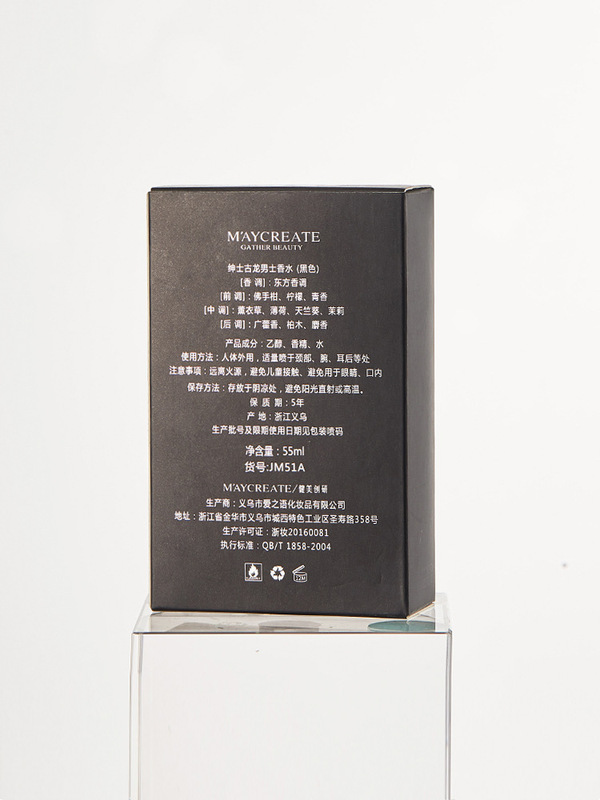 M'AYCREATE
GATHER BEAUTY
绅士古龙男士香水 (黑色)
[香 调]：东方香调
[前 调]：佛手柑、柠檬、青香
[中 调]：薰衣草、薄荷、天竺葵、茉莉
[后 调]：广藿香、柏木、麝香
产品成分：乙醇、香精、水
使用方法：人体外用，适量喷于颈部、腕、耳后等处
注意事项：远离火源，避免儿童接触、避免用于眼睛、口内
保存方法：存放于阴凉处，避免阳光直射或高温。
保 质 期：5年
产 地：浙江义乌
生产批号及限期使用日期见包装喷码
净含量：55ml
货号:JM51A
M'AYCREATE/健美创研
生产商：义乌市爱之语化妆品有限公司
地址：浙江省金华市义乌市城西特色工业区圣寿路358号
生产许可证：浙妆20160081
执行标准：QB/T 1858-2004
12M